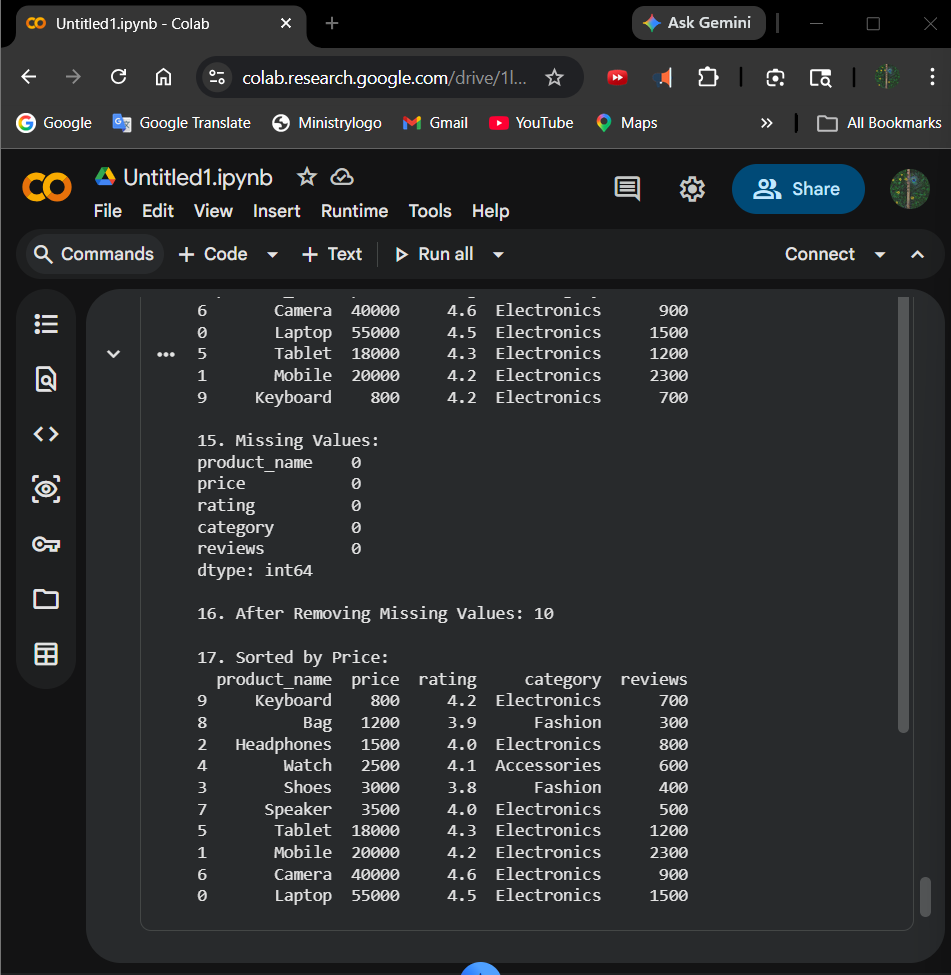 Untitled1.ipynb - Colab
Ask Gemini
colab.research.google.com/drive/1l...
Google
Google Translate
Ministrylogo
Gmail
YouTube
Maps
All Bookmarks
Untitled1.ipynb
Share
File Edit View Insert Runtime Tools Help
Commands + Code + Text Run all Connect
6 Camera 40000 4.6 Electronics 900
0 Laptop 55000 4.5 Electronics 1500
5 Tablet 18000 4.3 Electronics 1200
1 Mobile 20000 4.2 Electronics 2300
9 Keyboard 800 4.2 Electronics 700
15. Missing Values:
product_name 0
price 0
rating 0
category 0
reviews 0
dtype: int64
16. After Removing Missing Values: 10
17. Sorted by Price:
product_name price rating category reviews
9 Keyboard 800 4.2 Electronics 700
8 Bag 1200 3.9 Fashion 300
2 Headphones 1500 4.0 Electronics 800
4 Watch 2500 4.1 Accessories 600
3 Shoes 3000 3.8 Fashion 400
7 Speaker 3500 4.0 Electronics 500
5 Tablet 18000 4.3 Electronics 1200
1 Mobile 20000 4.2 Electronics 2300
6 Camera 40000 4.6 Electronics 900
0 Laptop 55000 4.5 Electronics 1500